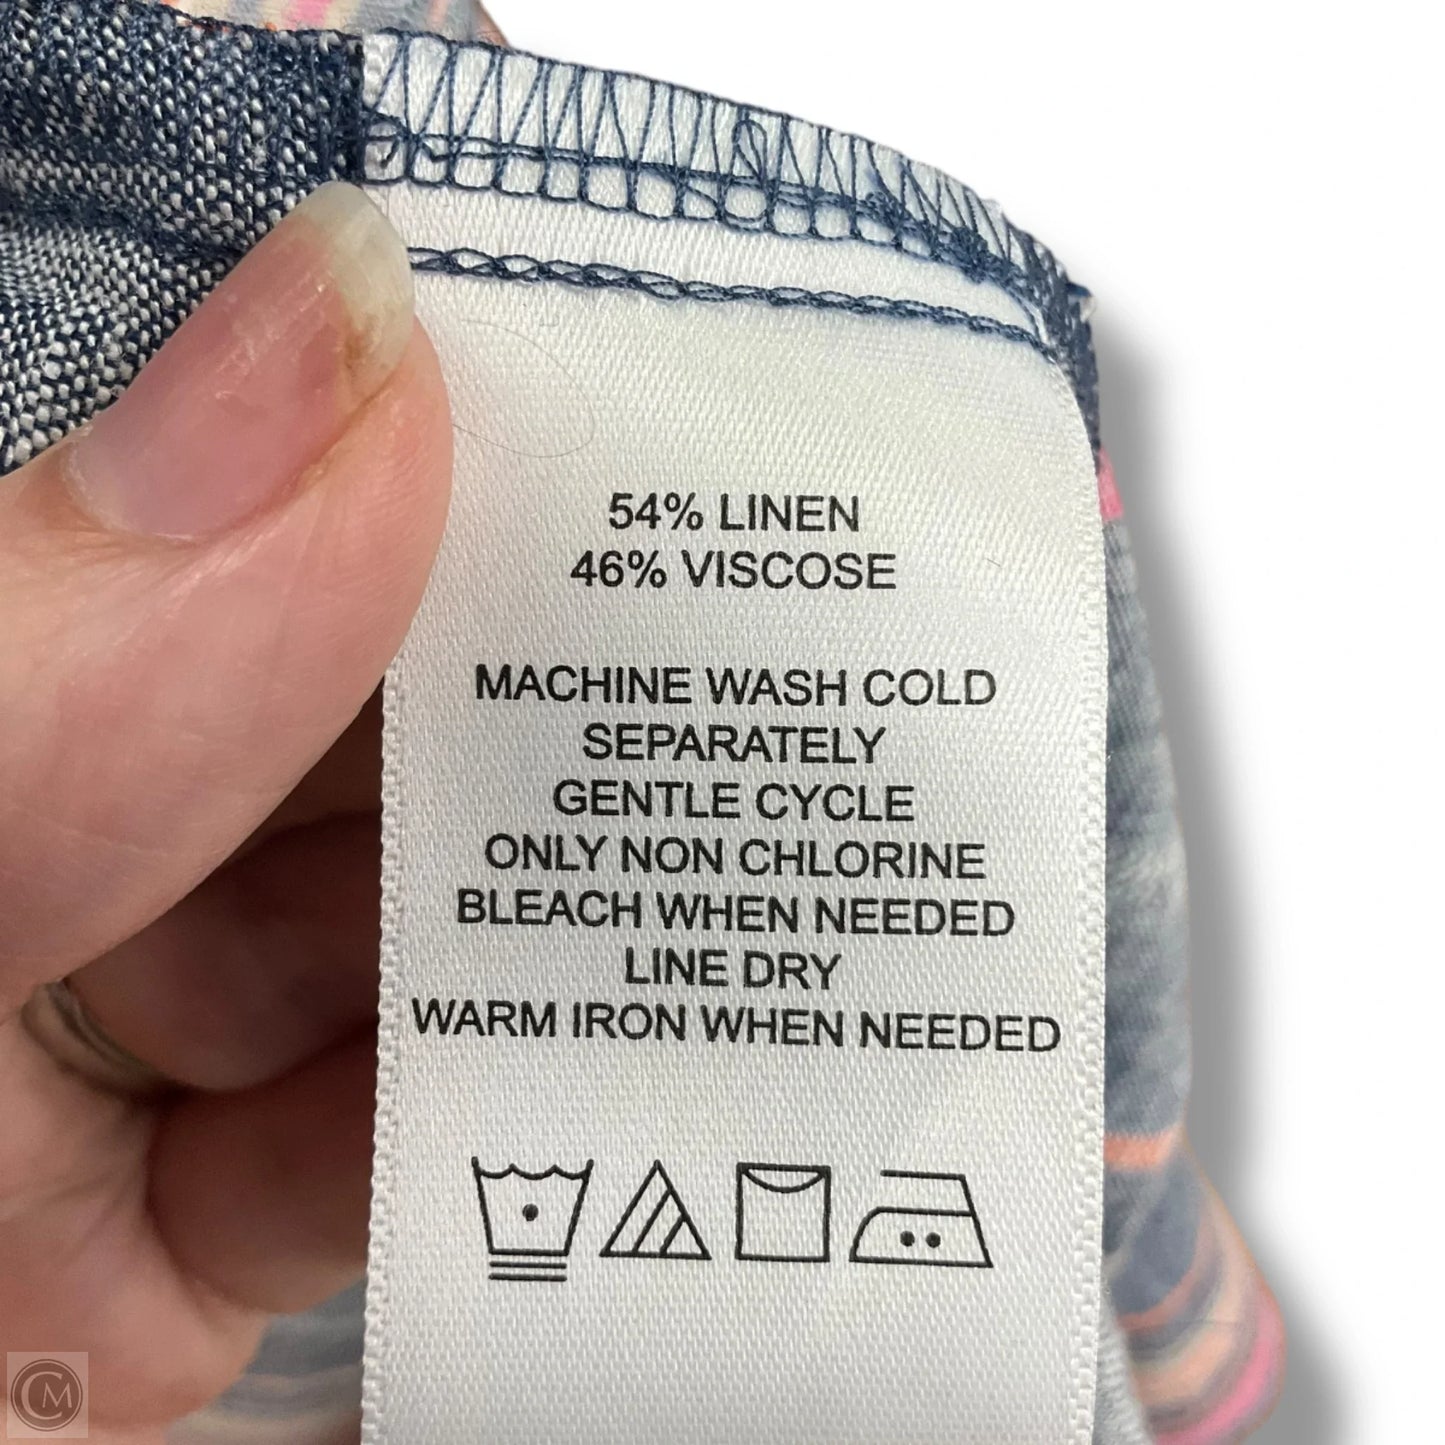 54% LINEN
46% VISCOSE
MACHINE WASH COLD
SEPARATELY
GENTLE CYCLE
ONLY NON CHLORINE
BLEACH WHEN NEEDED
LINE DRY
WARM IRON WHEN NEEDED
CM